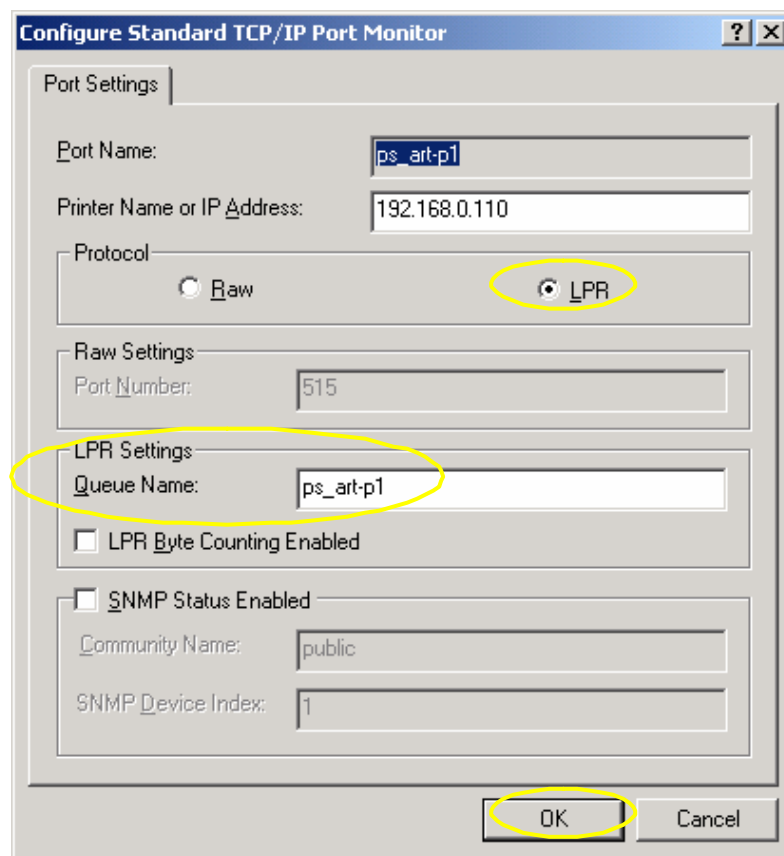 Configure Standard TCP/IP Port Monitor
Port Settings
Port Name: ps_art-p1
Printer Name or IP Address: 192.168.0.110
Protocol
Raw LPR
Raw Settings
Port Number: 515
LPR Settings
Queue Name: ps_art-p1
LPR Byte Counting Enabled
SNMP Status Enabled
Community Name: public
SNMP Device Index: 1
OK Cancel